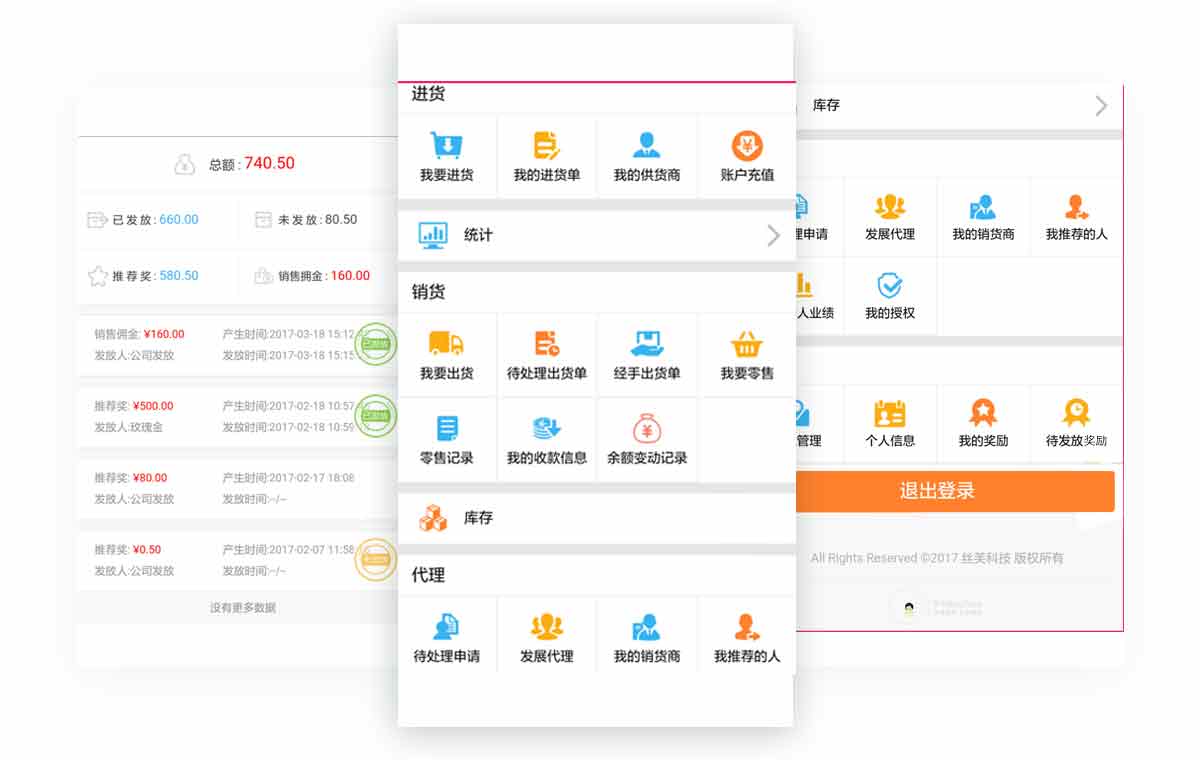 总额 : 740.50
已发放: 660.00
未发放: 80.50
推荐奖: 580.50
销售拥金 : 160.00
销售佣金: ¥160.00
产生时间:2017-03-18 15:12
发放人:公司发放
发放时间:2017-03-18 15:15
已发放
推荐奖: ¥500.00
产生时间:2017-02-18 10:57
发放人:玫瑰金
发放时间:2017-02-18 10:59
已发放
推荐奖: ¥80.00
产生时间:2017-02-17 18:08
发放人:公司发放
发放时间:--/--
推荐奖: ¥0.50
产生时间:2017-02-07 11:58
发放人:公司发放
发放时间:--/--
没有更多数据
进货
我要进货
我的进货单
我的供货商
账户充值
统计
销货
我要出货
待处理出货单
经手出货单
我要零售
零售记录
我的收款信息
余额变动记录
库存
代理
待处理申请
发展代理
我的销货商
我推荐的人
库存
理申请
发展代理
我的销货商
我推荐的人
人业绩
我的授权
管理
个人信息
我的奖励
待发放奖励
退出登录
All Rights Reserved ©2017 丝芙科技 版权所有